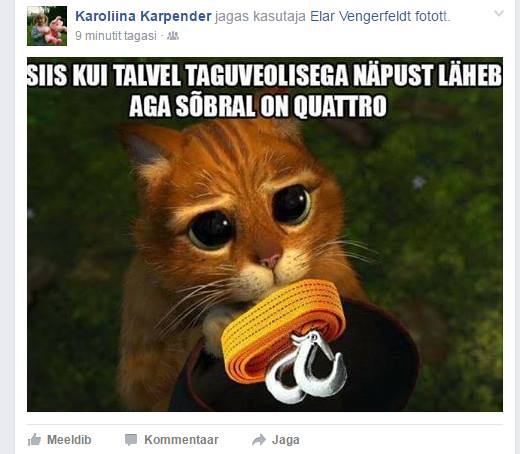 Karoliina Karpender jagas kasutaja Elar Vengerfeldt fotot.
9 minutit tagasi ·
SIIS KUI TALVEL TAGUVEOLISEGA NÄPUST LÄHEB
AGA SÕBRAL ON QUATTRO
Meeldib Kommentaar Jaga